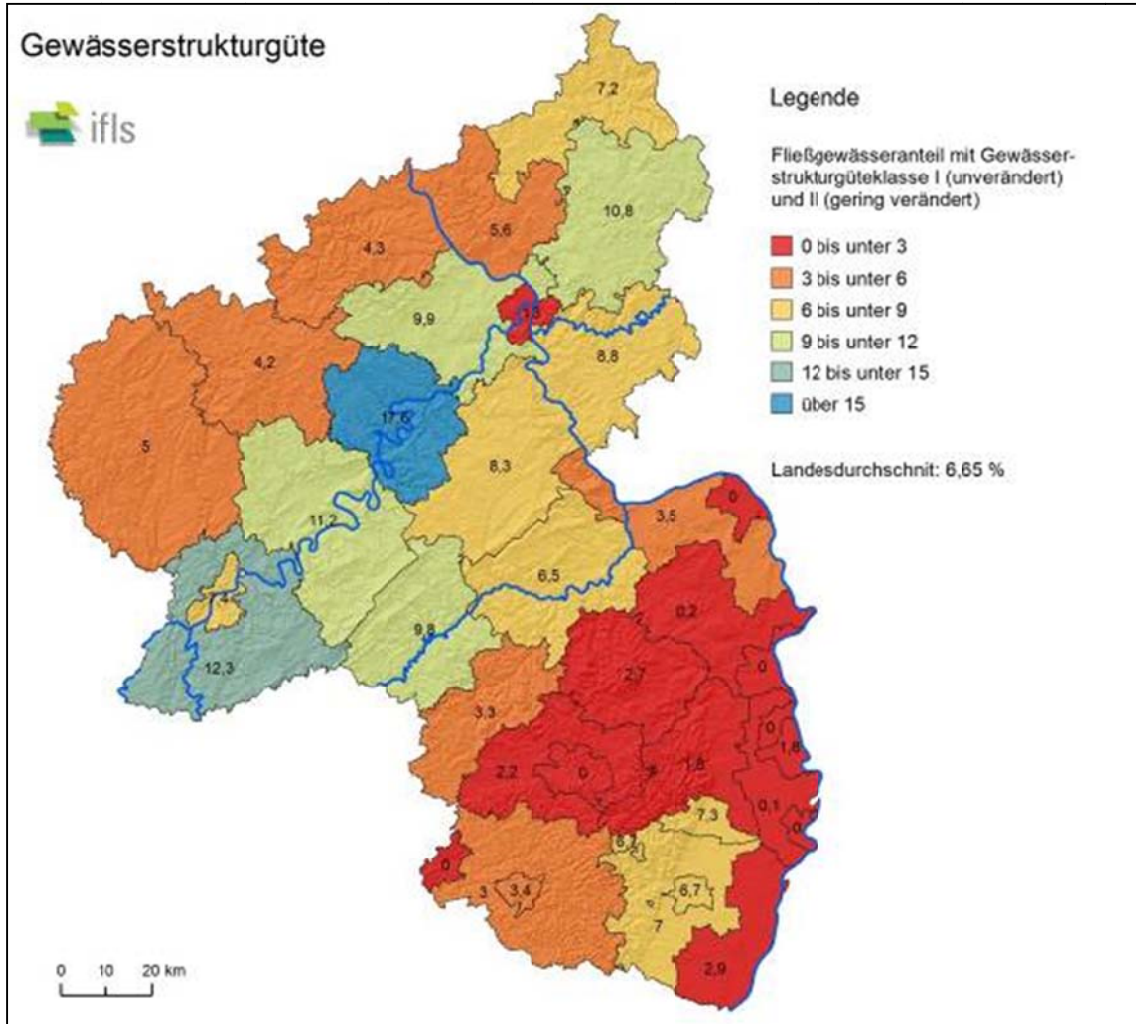 Gewässerstrukturgüte
ifls
Legende
Fließgewässeranteil mit Gewässer-
strukturgüteklasse I (unverändert)
und II (gering verändert)
0 bis unter 3
3 bis unter 6
6 bis unter 9
9 bis unter 12
12 bis unter 15
über 15
Landesdurchschnit: 6,65 %
7,2
10,8
5,6
4,3
9,9
8,8
4,2
17,6
5
8,3
0
3,5
11,2
6,5
0,2
9,8
12,3
2,7
0
3,3
0
1,8
2,2
0
1,8
0,1
7,3
0
6,7
0
3
3,4
6,7
7
2,9
0 10 20 km